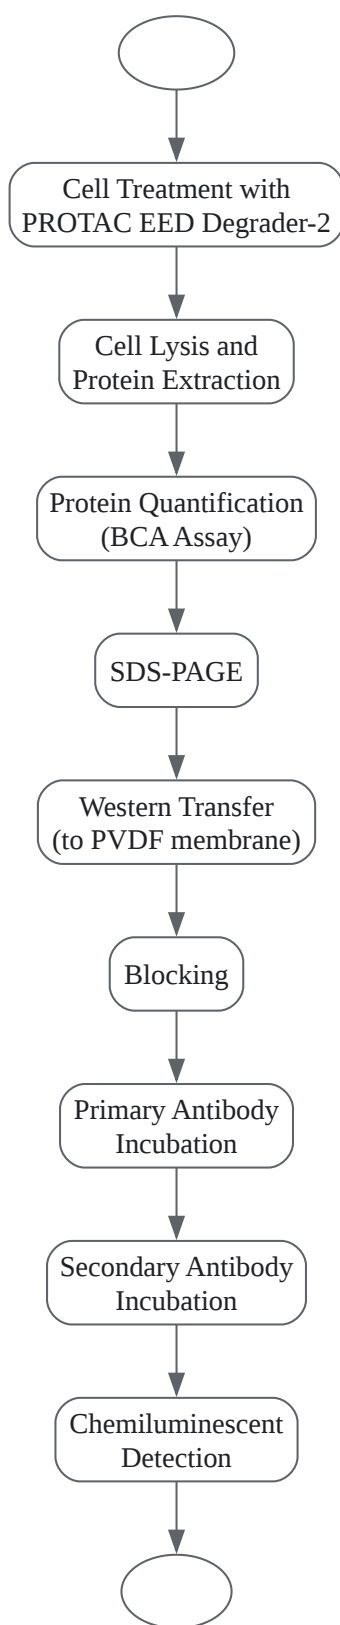 Cell Treatment with
PROTAC EED Degrader-2
Cell Lysis and
Protein Extraction
Protein Quantification
(BCA Assay)
SDS-PAGE
Western Transfer
(to PVDF membrane)
Blocking
Primary Antibody
Incubation
Secondary Antibody
Incubation
Chemiluminescent
Detection